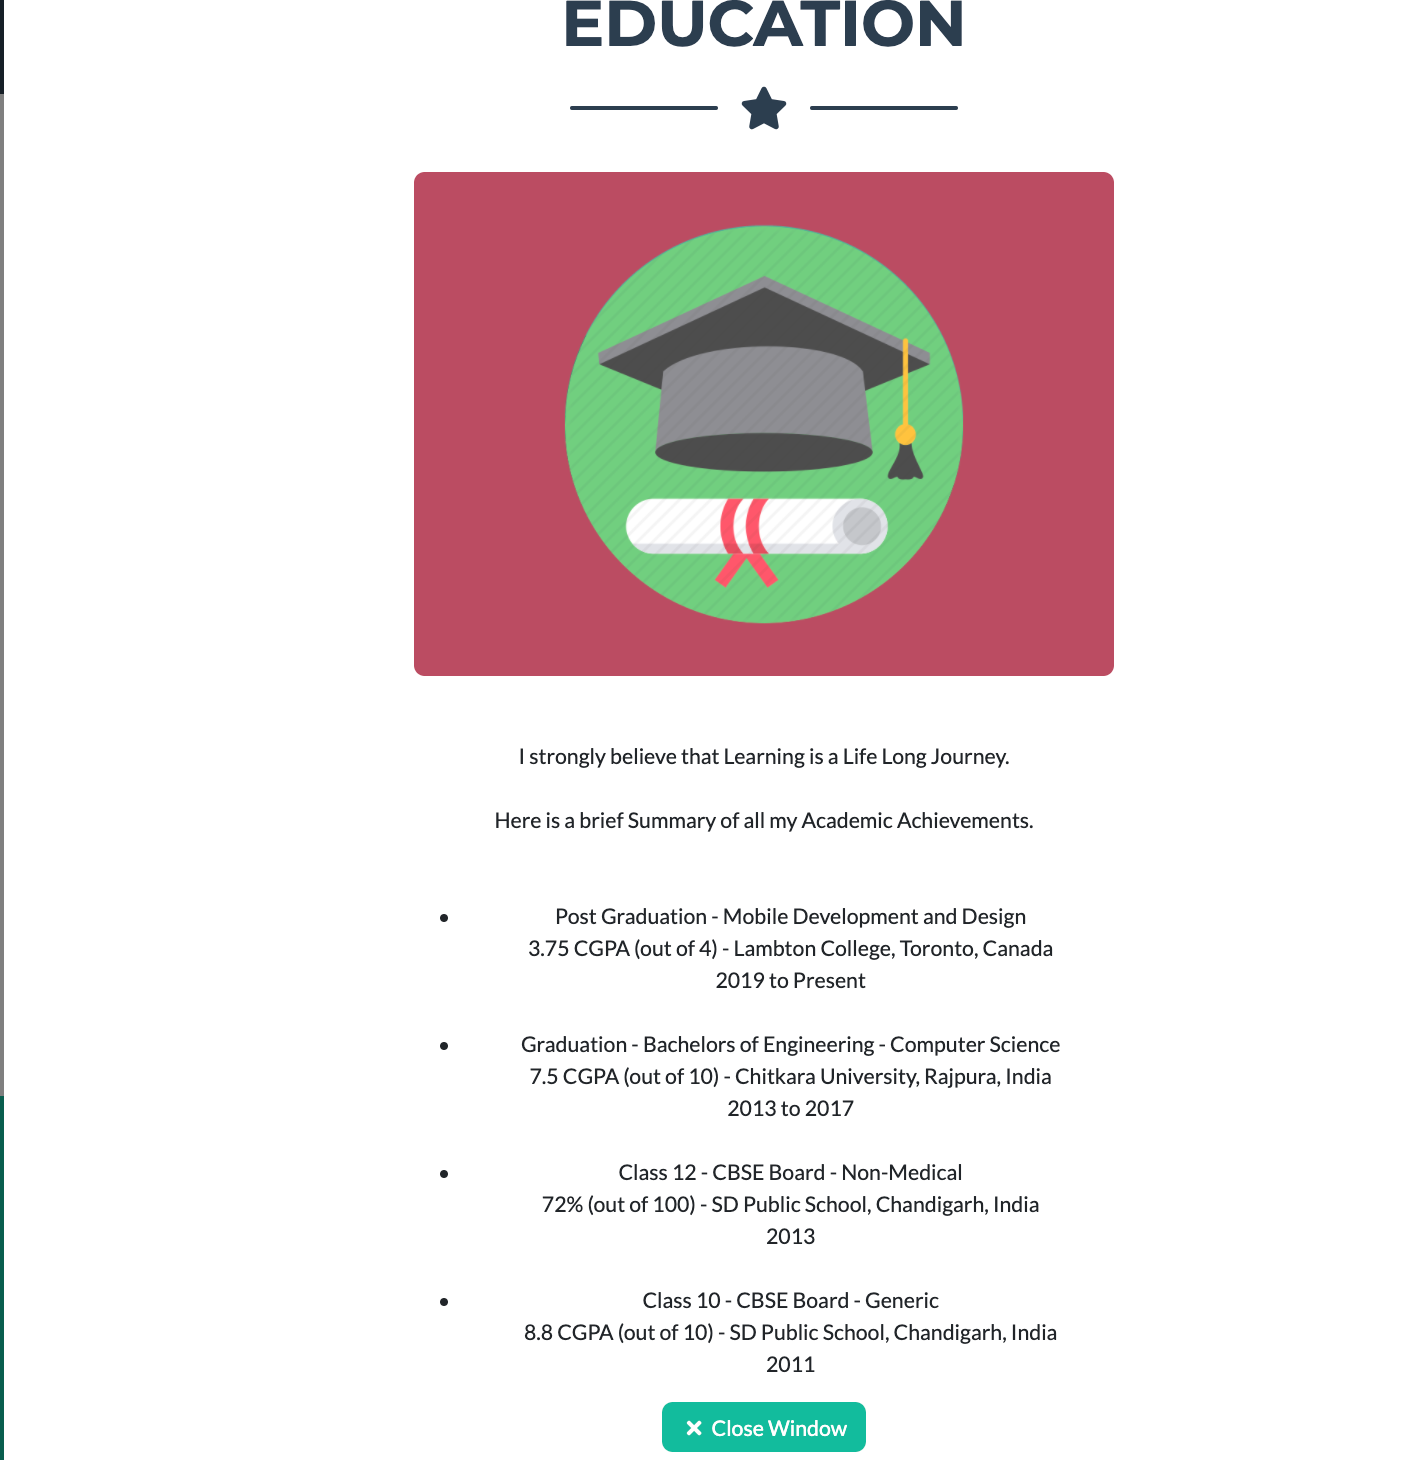 EDUCATION
I strongly believe that Learning is a Life Long Journey.
Here is a brief Summary of all my Academic Achievements.
• Post Graduation - Mobile Development and Design
3.75 CGPA (out of 4) - Lambton College, Toronto, Canada
2019 to Present
• Graduation - Bachelors of Engineering - Computer Science
7.5 CGPA (out of 10) - Chitkara University, Rajpura, India
2013 to 2017
• Class 12 - CBSE Board - Non-Medical
72% (out of 100) - SD Public School, Chandigarh, India
2013
• Class 10 - CBSE Board - Generic
8.8 CGPA (out of 10) - SD Public School, Chandigarh, India
2011
Close Window